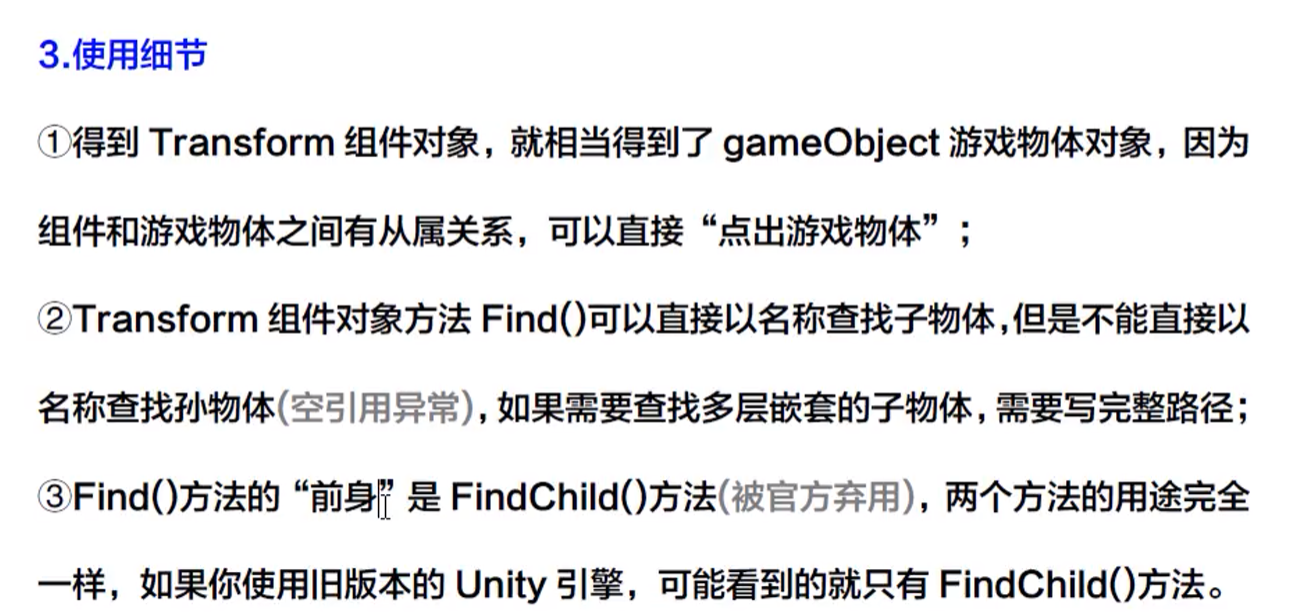 3.使用细节
①得到 Transform 组件对象，就相当得到了 gameObject 游戏物体对象，因为
组件和游戏物体之间有从属关系，可以直接“点出游戏物体”；
②Transform 组件对象方法 Find()可以直接以名称查找子物体,但是不能直接以
名称查找孙物体(空引用异常)，如果需要查找多层嵌套的子物体，需要写完整路径；
③Find()方法的“前身”是 FindChild()方法(被官方弃用)，两个方法的用途完全
一样，如果你使用旧版本的 Unity 引擎，可能看到的就只有 FindChild()方法。